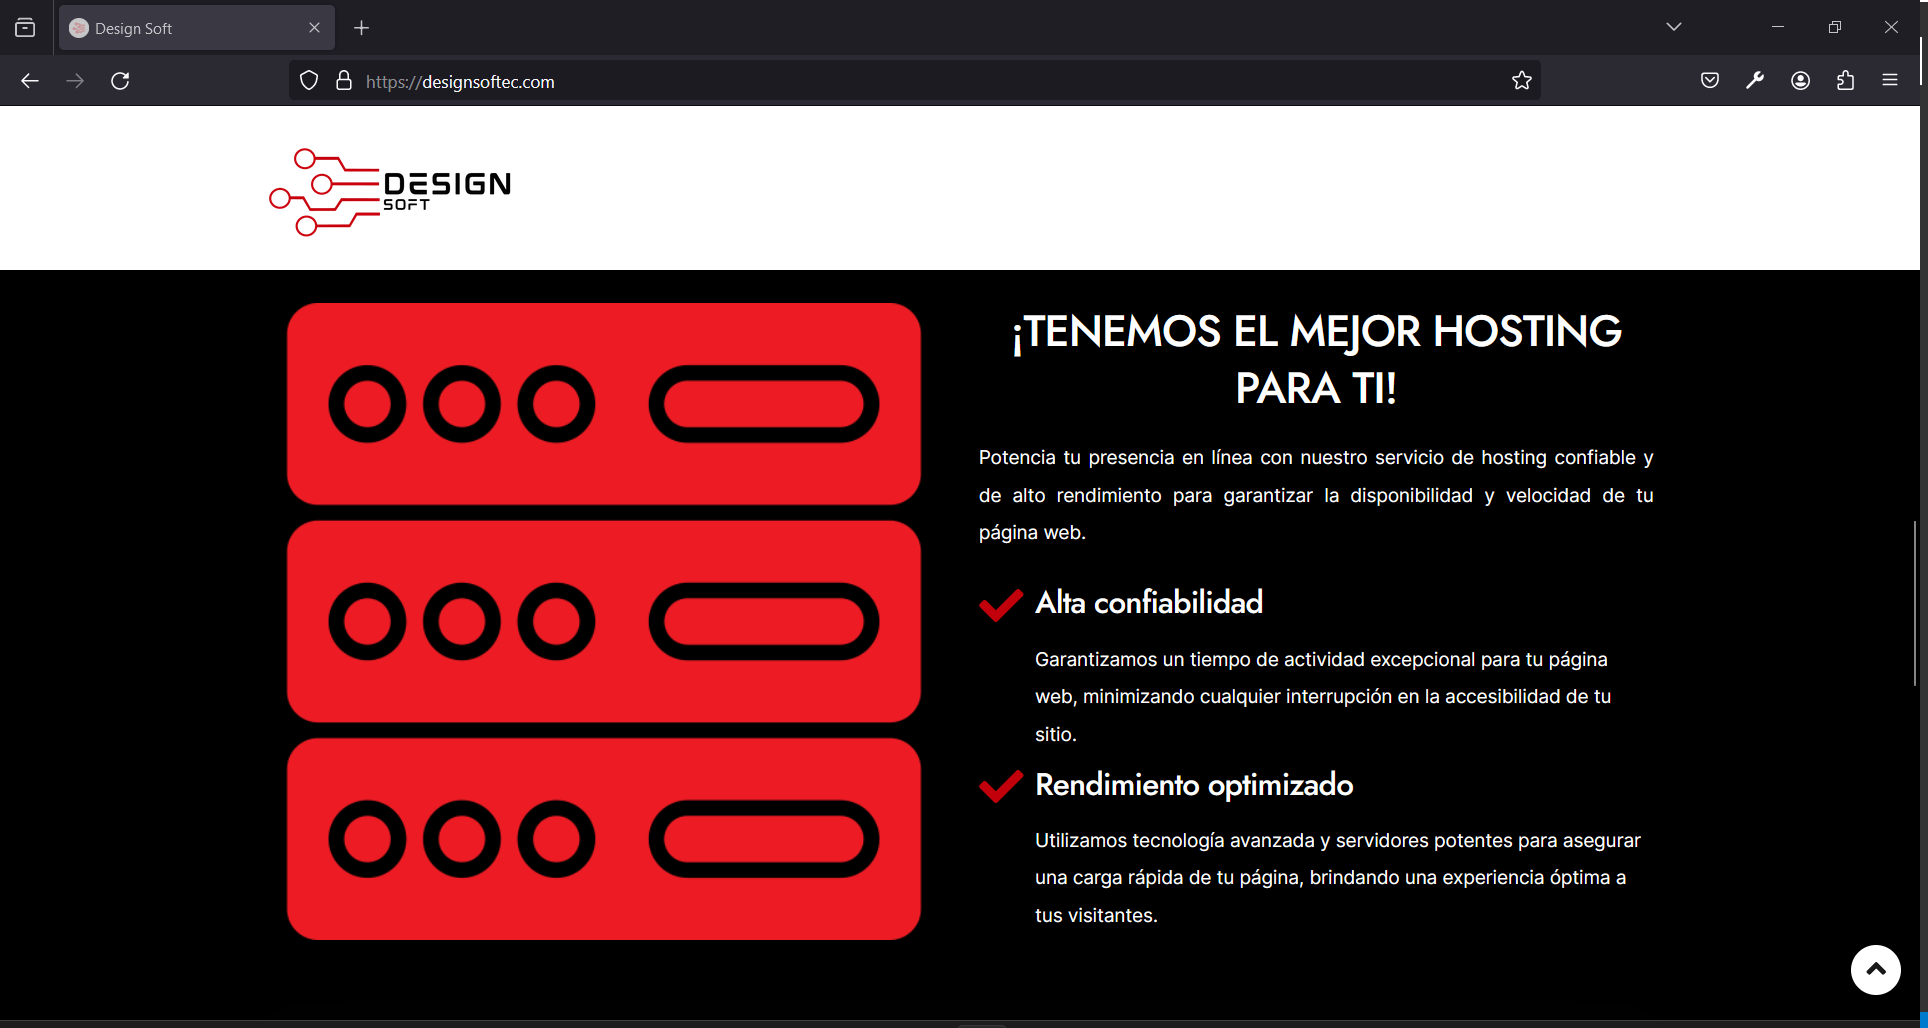 Design Soft
https://designsoftec.com
DESIGN
SOFT
¡TENEMOS EL MEJOR HOSTING
PARA TI!
Potencia tu presencia en línea con nuestro servicio de hosting confiable y
de alto rendimiento para garantizar la disponibilidad y velocidad de tu
página web.
Alta confiabilidad
Garantizamos un tiempo de actividad excepcional para tu página
web, minimizando cualquier interrupción en la accesibilidad de tu
sitio.
Rendimiento optimizado
Utilizamos tecnología avanzada y servidores potentes para asegurar
una carga rápida de tu página, brindando una experiencia óptima a
tus visitantes.